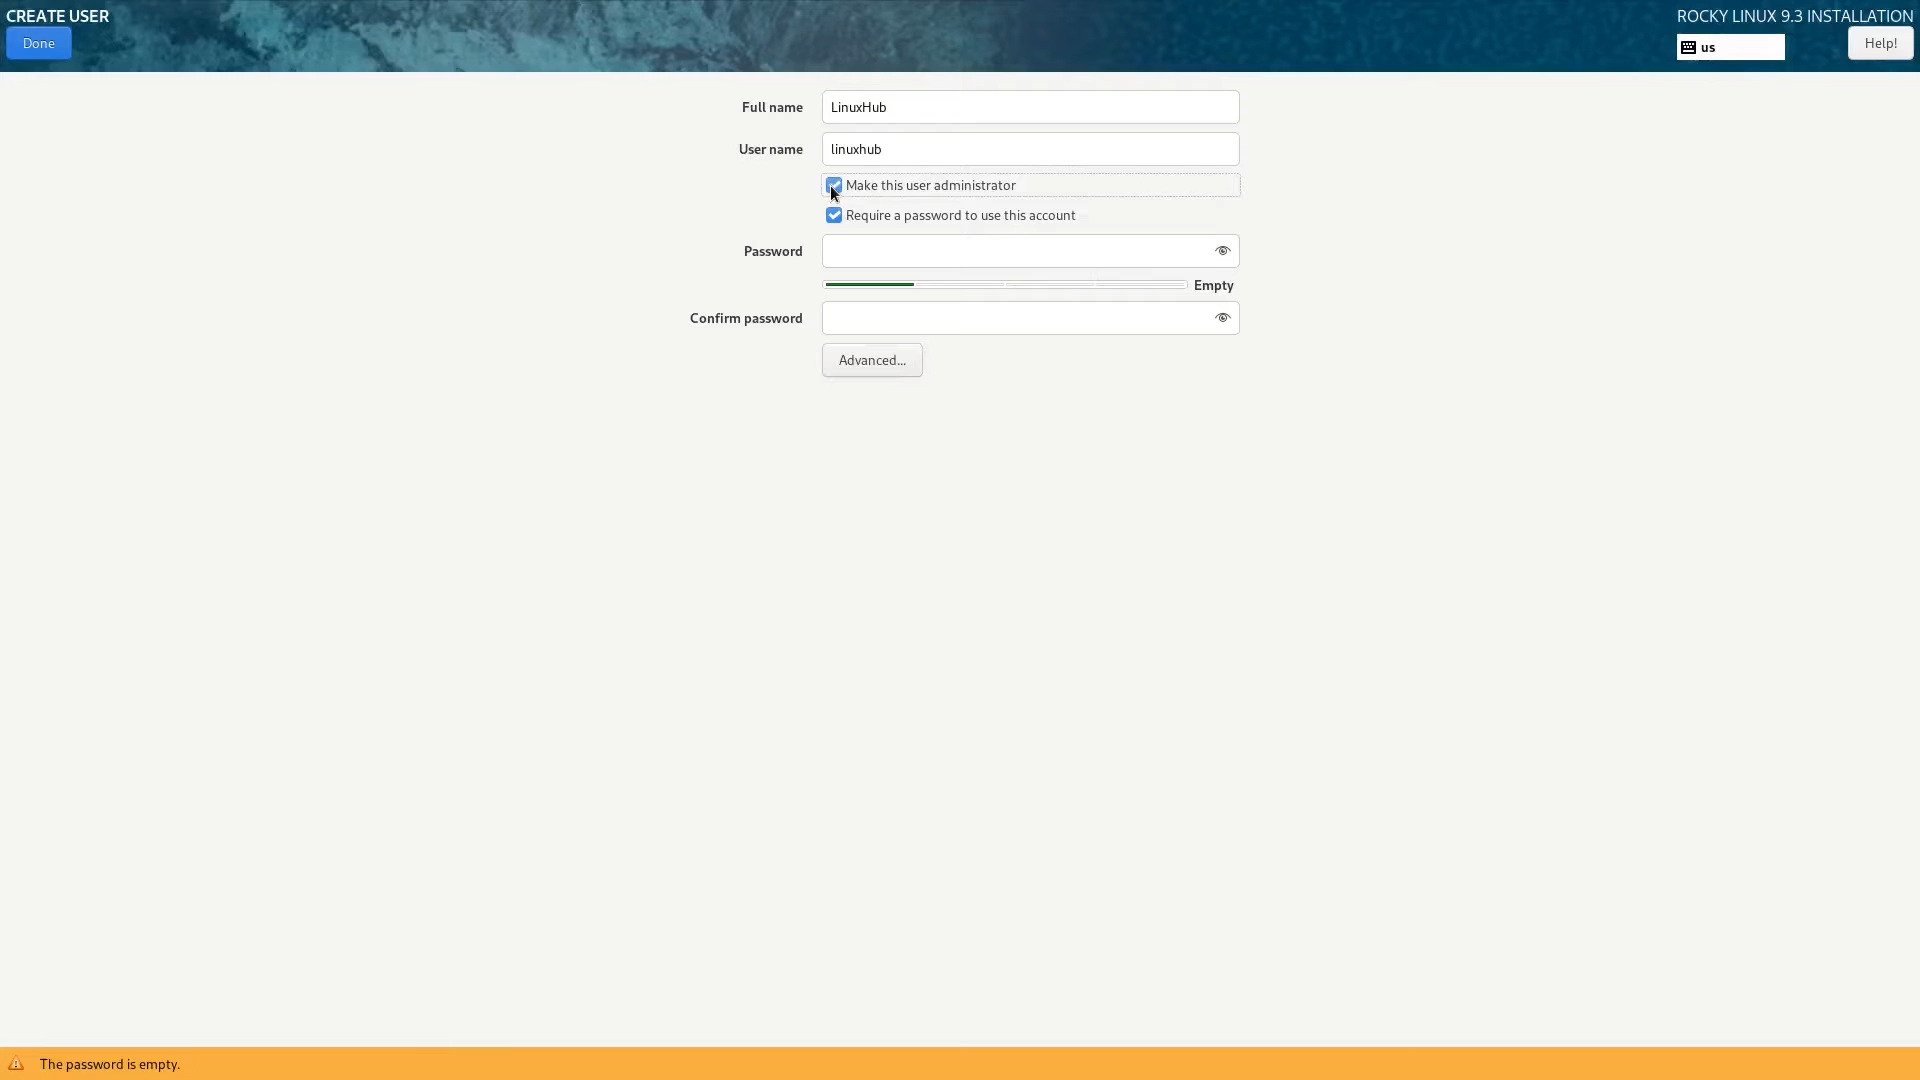 CREATE USER
ROCKY LINUX 9.3 INSTALLATION
Done
us
Help!
Full name
LinuxHub
User name
linuxhub
Make this user administrator
Require a password to use this account
Password
Empty
Confirm password
Advanced...
The password is empty.